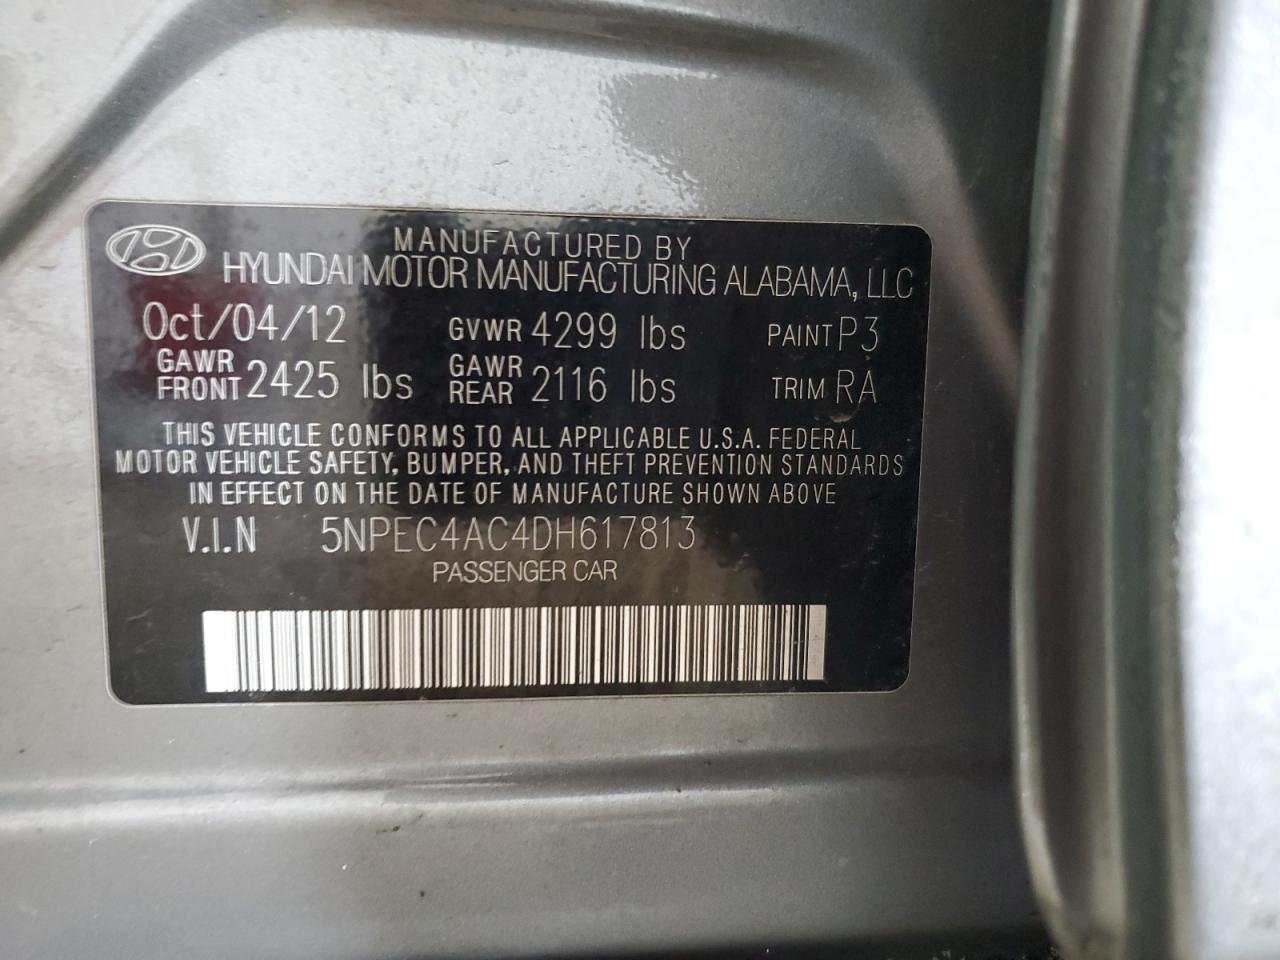 MANUFACTURED BY
HYUNDAI MOTOR MANUFACTURING ALABAMA, LLC
Oct/04/12 GVWR 4299 lbs PAINT P3
GAWR FRONT 2425 lbs GAWR REAR 2116 lbs TRIM RA
THIS VEHICLE CONFORMS TO ALL APPLICABLE U.S.A. FEDERAL
MOTOR VEHICLE SAFETY, BUMPER, AND THEFT PREVENTION STANDARDS
IN EFFECT ON THE DATE OF MANUFACTURE SHOWN ABOVE
V.I.N 5NPEC4AC4DH617813
PASSENGER CAR